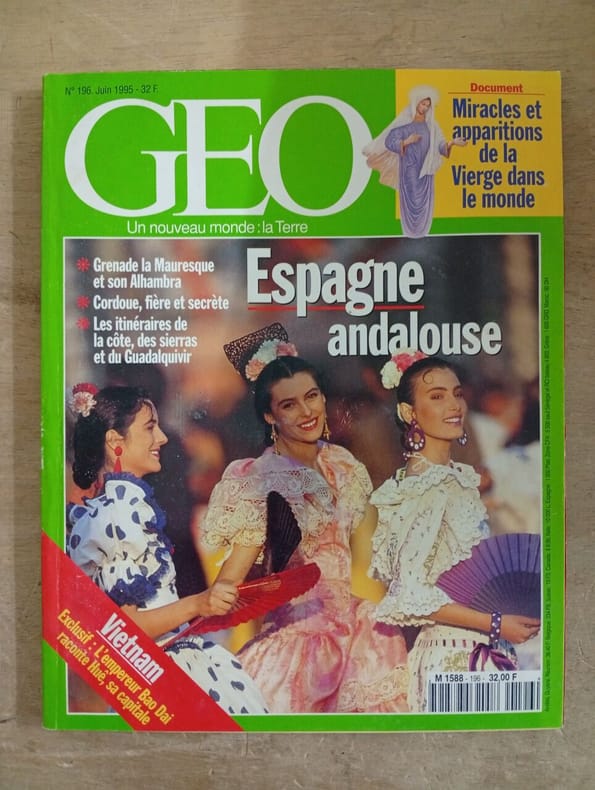 N° 196. Juin 1995 - 32 F.
GEO
Un nouveau monde : la Terre
Document
Miracles et
apparitions
de la
Vierge dans
le monde
Espagne
andalouse
Grenade la Mauresque
et son Alhambra
Cordoue, fière et secrète
Les itinéraires de
la côte, des sierras
et du Guadalquivir
Vietnam
Exclusif : L'empereur Bao Dai
raconte Hué, sa capitale
M 1588 - 196 - 32,00 F